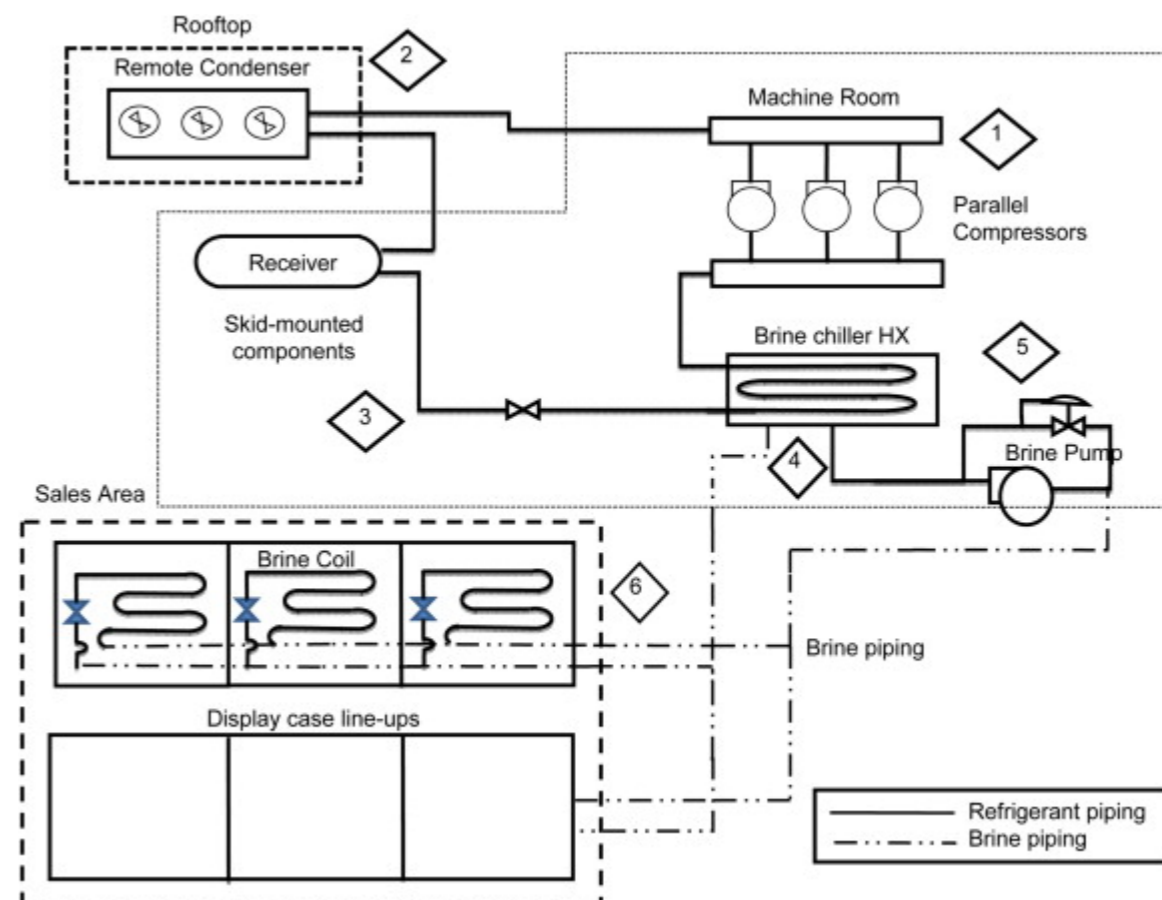 Rooftop
2
Remote Condenser
Machine Room
1
Parallel
Compressors
Receiver
Skid-mounted
components
Brine chiller HX
5
3
4
Brine Pump
Sales Area
Brine Coil
6
Brine piping
Display case line-ups
Refrigerant piping
Brine piping